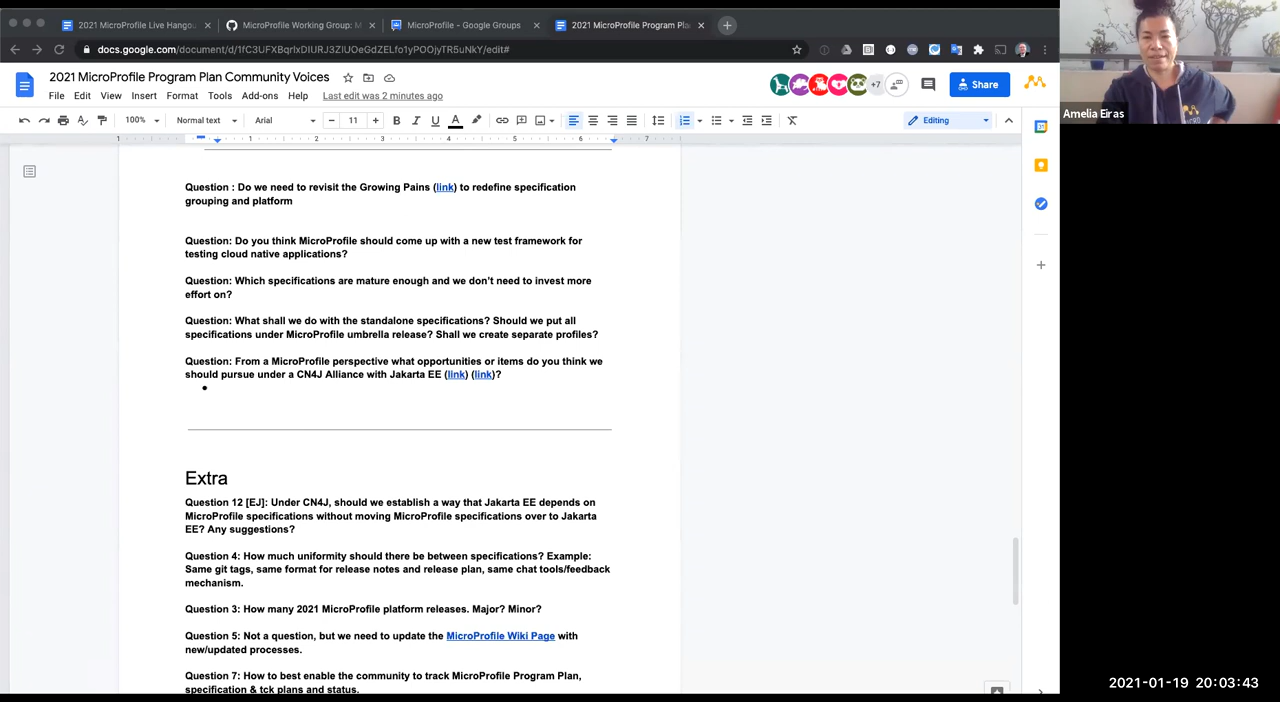 2021 MicroProfile Live Hangou
MicroProfile Working Group: M
MicroProfile - Google Groups
2021 MicroProfile Program Pla
docs.google.com/document/d/1fC3UFXBqrlxDIURJ3ZIUOeGdZELfo1yPOOjyTR5uNkY/edit#
2021 MicroProfile Program Plan Community Voices
File Edit View Insert Format Tools Add-ons Help Last edit was 2 minutes ago
+7
Share
100% Normal text Arial 11 Editing
1 1 2 3 4 5 6 7
Question : Do we need to revisit the Growing Pains (link) to redefine specification
grouping and platform
Question: Do you think MicroProfile should come up with a new test framework for
testing cloud native applications?
Question: Which specifications are mature enough and we don't need to invest more
effort on?
Question: What shall we do with the standalone specifications? Should we put all
specifications under MicroProfile umbrella release? Shall we create separate profiles?
Question: From a MicroProfile perspective what opportunities or items do you think we
should pursue under a CN4J Alliance with Jakarta EE (link) (link)?
Extra
Question 12 [EJ]: Under CN4J, should we establish a way that Jakarta EE depends on
MicroProfile specifications without moving MicroProfile specifications over to Jakarta
EE? Any suggestions?
Question 4: How much uniformity should there be between specifications? Example:
Same git tags, same format for release notes and release plan, same chat tools/feedback
mechanism.
Question 3: How many 2021 MicroProfile platform releases. Major? Minor?
Question 5: Not a question, but we need to update the MicroProfile Wiki Page with
new/updated processes.
Question 7: How to best enable the community to track MicroProfile Program Plan,
specification & tck plans and status.
Amelia Eiras
2021-01-19 20:03:43